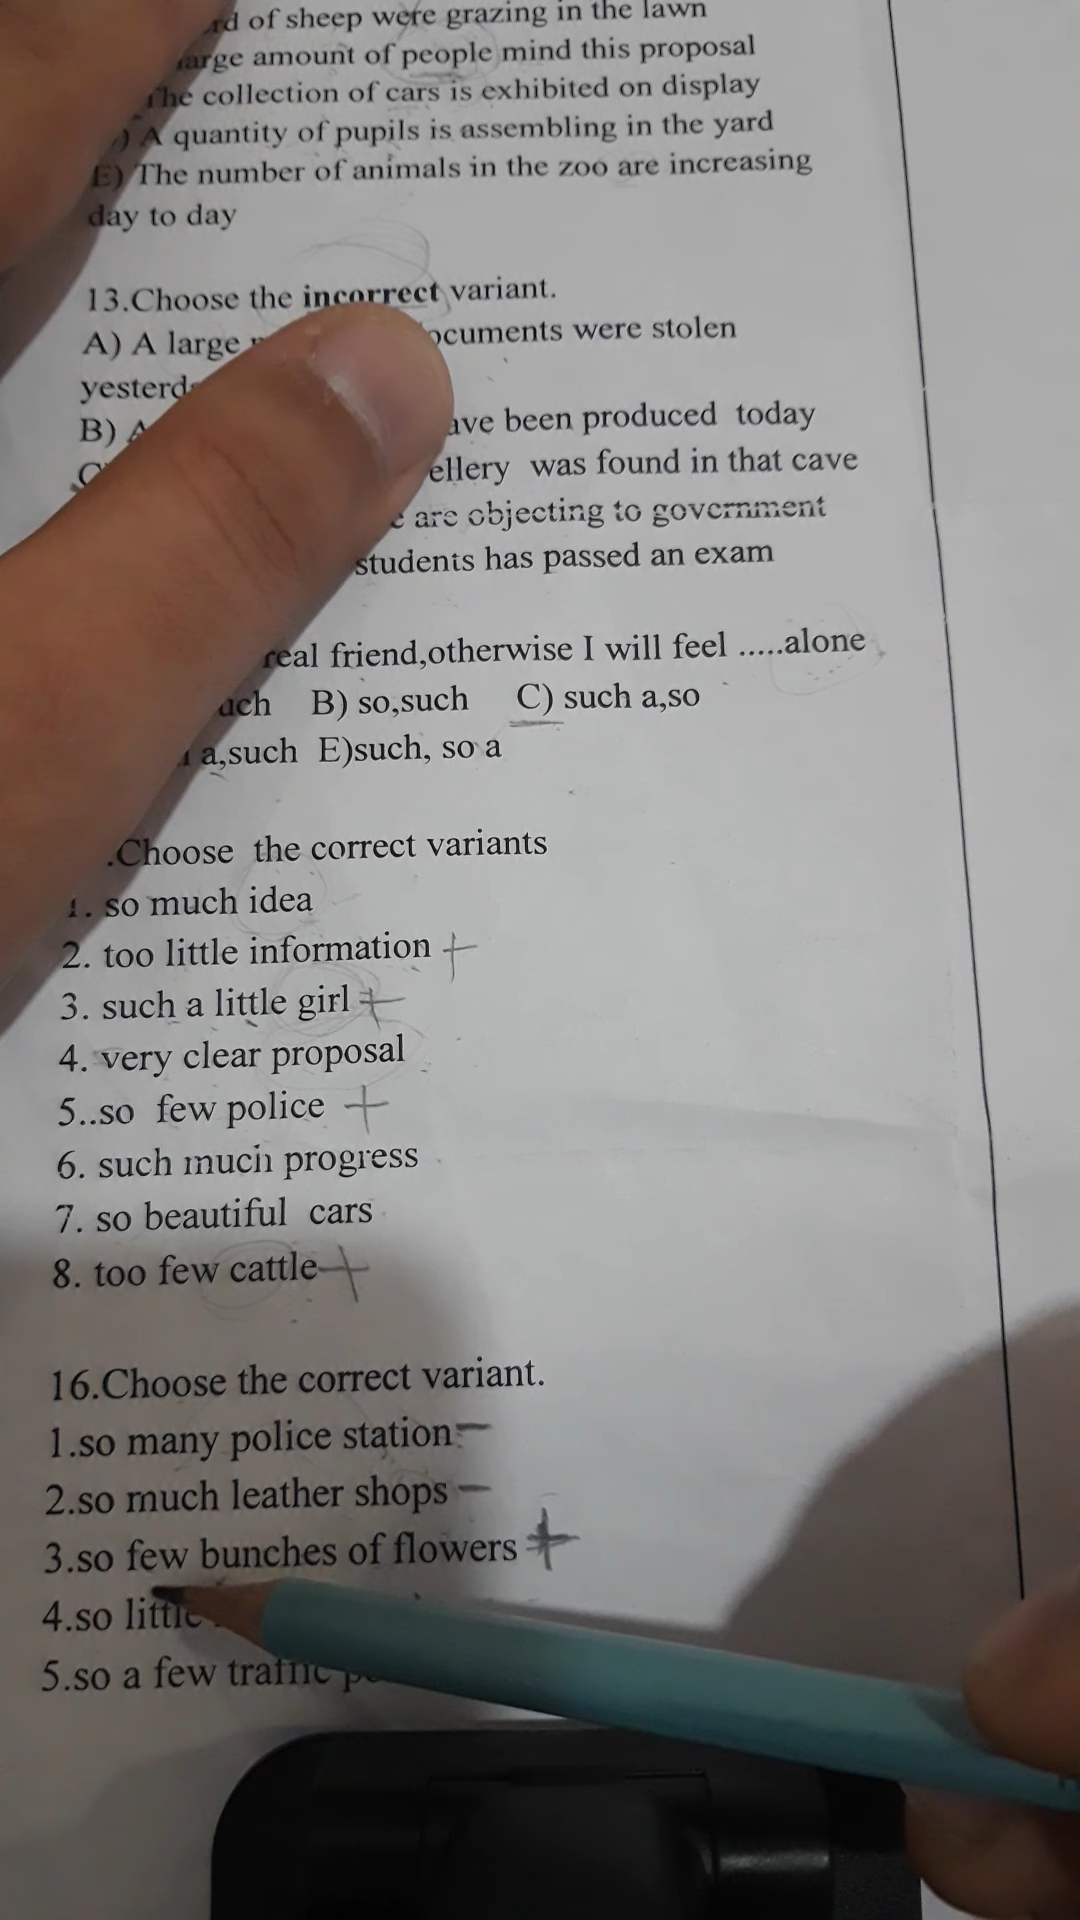 of sheep were grazing in the lawn
large amount of people mind this proposal
The collection of cars is exhibited on display
) A quantity of pupils is assembling in the yard
E) The number of animals in the zoo are increasing
day to day
13.Choose the incorrect variant.
A) A large were stolen
B) been produced today
was found in that cave
are objecting to government
students has passed an exam
real friend,otherwise I will feel .....alone
B) so,such C) such a,so
a,such E)such, so a
.Choose the correct variants
1. so much idea
2. too little information +
3. such a little girl +
4. very clear proposal
5..so few police +
6. such much progress
7. so beautiful cars
8. too few cattle +
16.Choose the correct variant.
1.so many police station -
2.so much leather shops -
3.so few bunches of flowers +
4.so little
5.so a few traffic